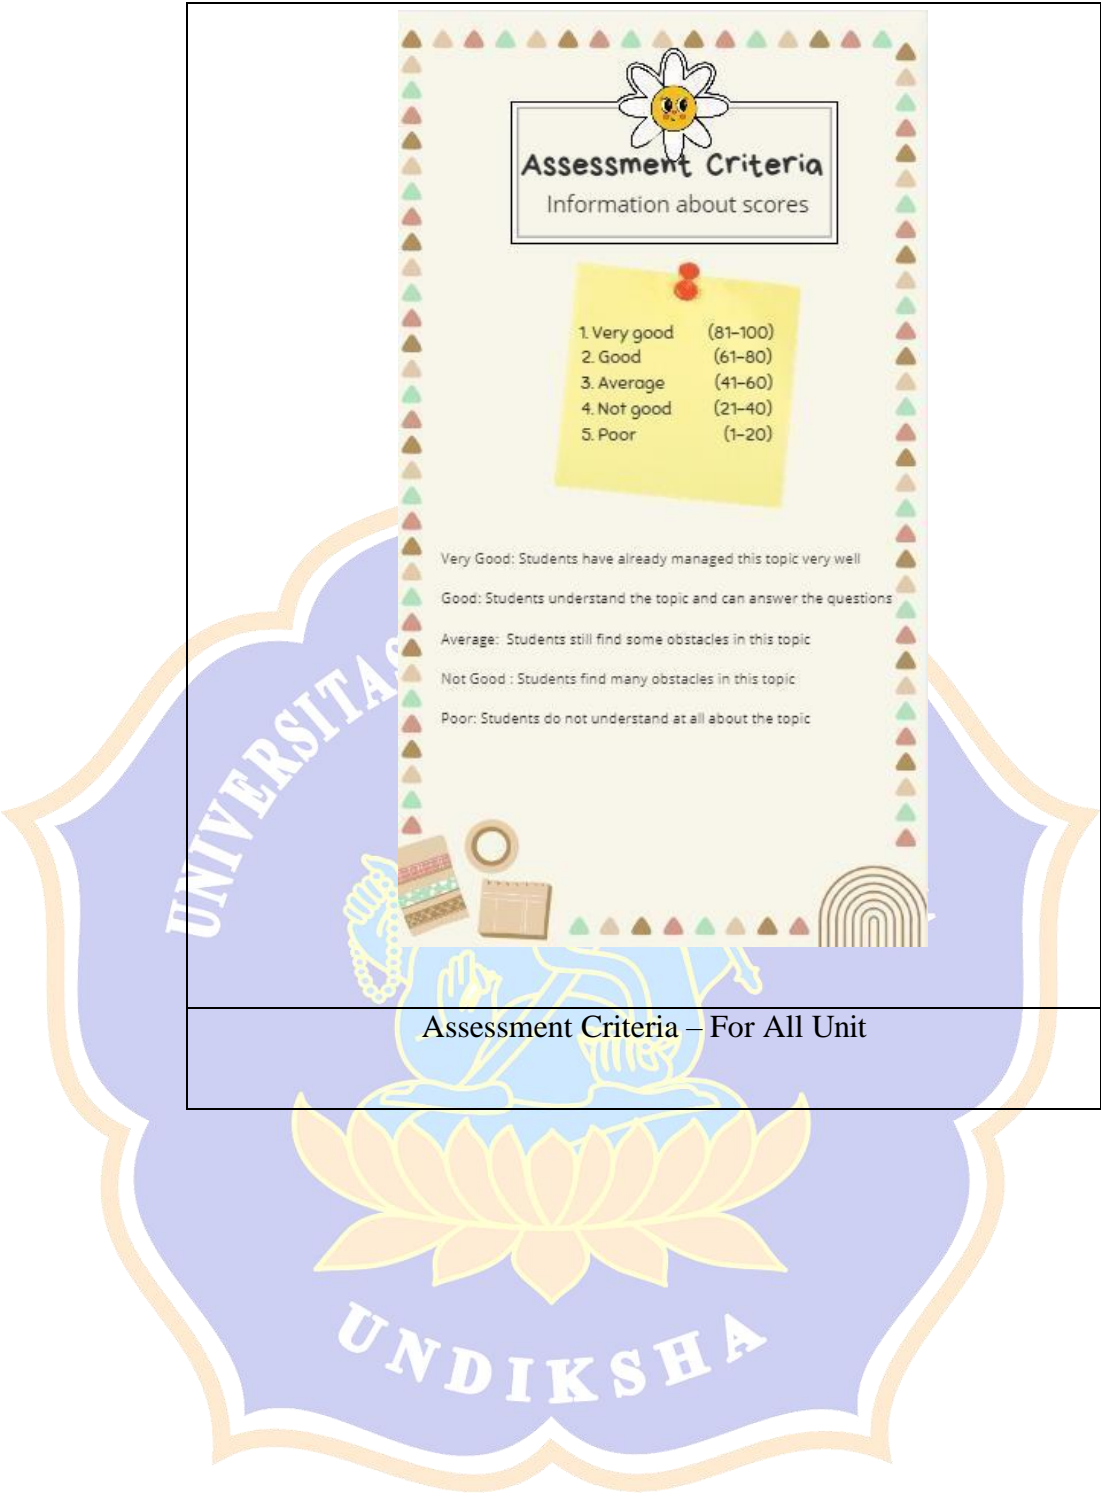 Assessment Criteria
Information about scores
1. Very good (81–100)
2. Good (61–80)
3. Average (41–60)
4. Not good (21–40)
5. Poor (1–20)
Very Good: Students have already managed this topic very well
Good: Students understand the topic and can answer the questions
Average: Students still find some obstacles in this topic
Not Good : Students find many obstacles in this topic
Poor: Students do not understand at all about the topic
UNIVERSITAS
Assessment Criteria – For All Unit
UNDIKSHA